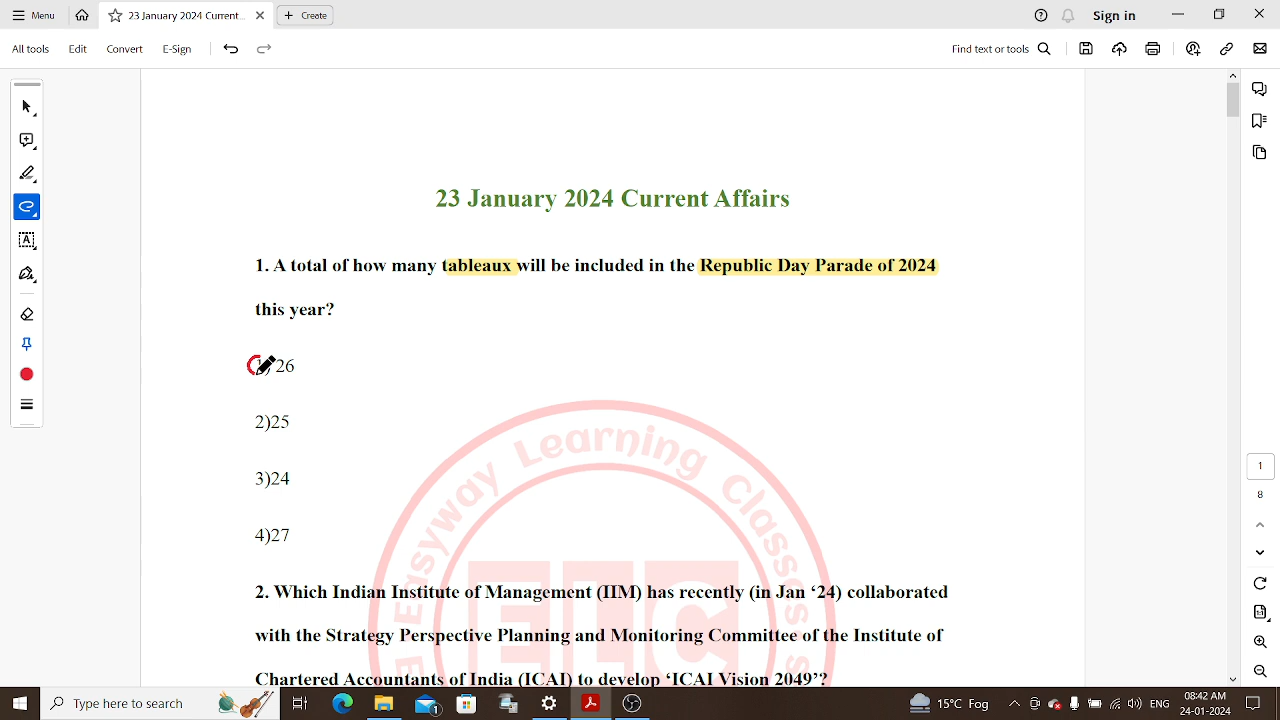 Menu
23 January 2024 Current...
Create
Sign in
All tools Edit Convert E-Sign
Find text or tools
23 January 2024 Current Affairs
1. A total of how many tableaux will be included in the Republic Day Parade of 2024
this year?
1)26
2)25
3)24
4)27
2. Which Indian Institute of Management (IIM) has recently (in Jan ‘24) collaborated
with the Strategy Perspective Planning and Monitoring Committee of the Institute of
Chartered Accountants of India (ICAI) to develop ‘ICAI Vision 2049’?
Easyway Learning Classes
ELC
1
8
Type here to search
15°C Fog
ENG
08:42 AM
24-01-2024